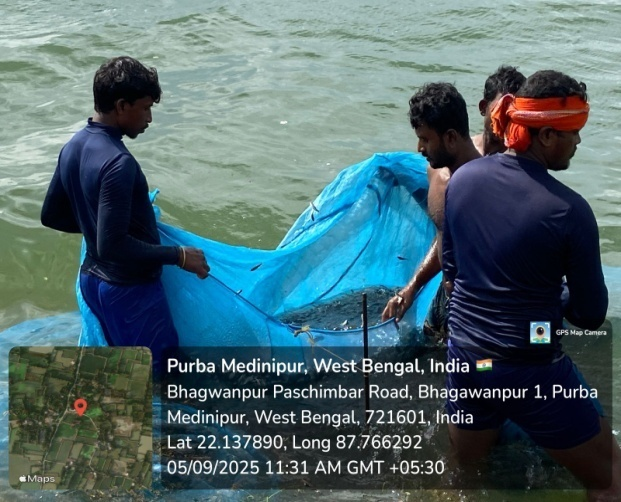 GPS Map Camera
Purba Medinipur, West Bengal, India 🇮🇳
Bhagwanpur Paschimbar Road, Bhagawanpur 1, Purba
Medinipur, West Bengal, 721601, India
Lat 22.137890, Long 87.766292
05/09/2025 11:31 AM GMT +05:30
Maps